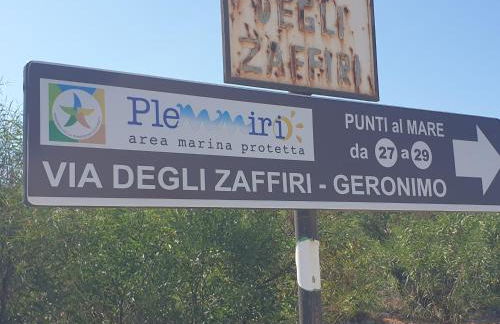 DEGLI
ZAFFIRI
Plemmirio
area marina protetta
PUNTI al MARE
da 27 a 29
VIA DEGLI ZAFFIRI - GERONIMO